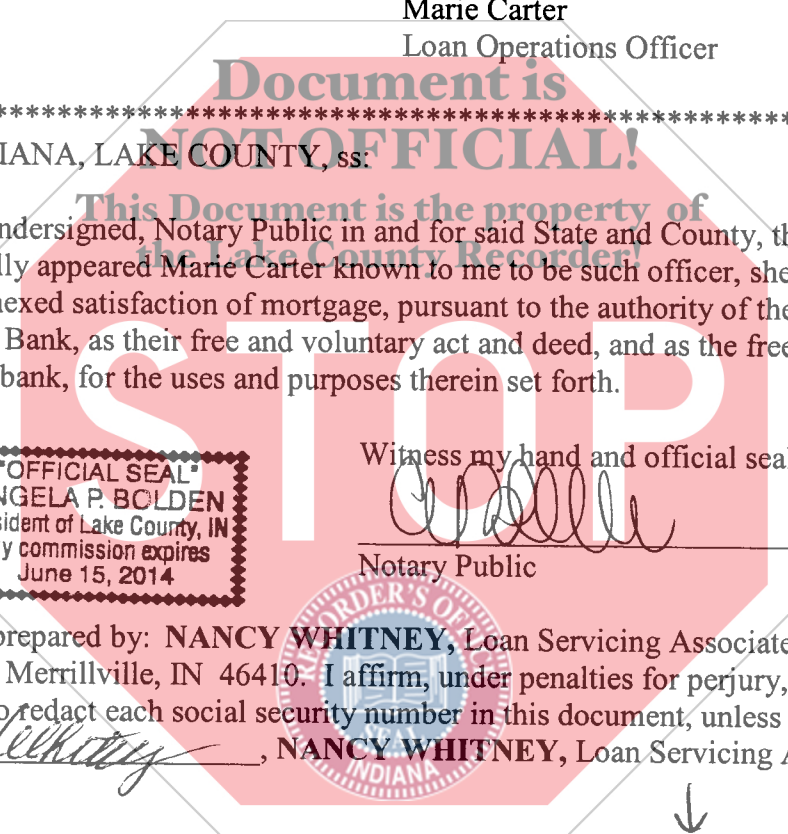 Marie Carter
Loan Operations Officer
Document is
NOT OFFICIAL!
This Document is the property of
the Lake County Recorder!
STOP
********************************************
IANA, LAKE COUNTY, ss:
ndersigned, Notary Public in and for said State and County, th
lly appeared Marie Carter known to me to be such officer, she
nexed satisfaction of mortgage, pursuant to the authority of the
Bank, as their free and voluntary act and deed, and as the free
bank, for the uses and purposes therein set forth.
"OFFICIAL SEAL"
NGELA P. BOLDEN
sident of Lake County, IN
y commission expires
June 15, 2014
Witness my hand and official seal
Notary Public
prepared by: NANCY WHITNEY, Loan Servicing Associate
Merrillville, IN 46410. I affirm, under penalties for perjury,
o redact each social security number in this document, unless
, NANCY WHITNEY, Loan Servicing A
RECORDER'S OF
SEAL
INDIANA